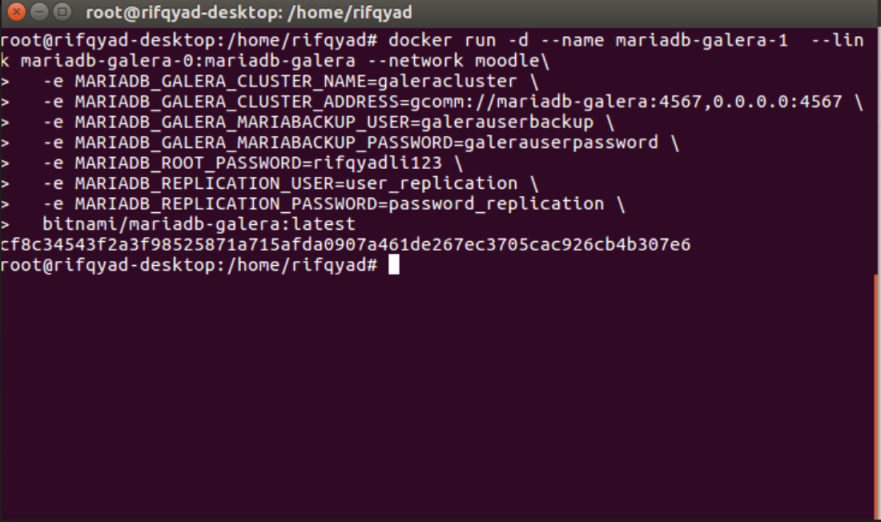 root@rifqyad-desktop: /home/rifqyad
root@rifqyad-desktop:/home/rifqyad# docker run -d --name mariadb-galera-1  --lin
k mariadb-galera-0:mariadb-galera --network moodle\
>   -e MARIADB_GALERA_CLUSTER_NAME=galeracluster \
>   -e MARIADB_GALERA_CLUSTER_ADDRESS=gcomm://mariadb-galera:4567,0.0.0.0:4567 \
>   -e MARIADB_GALERA_MARIABACKUP_USER=galerauserbackup \
>   -e MARIADB_GALERA_MARIABACKUP_PASSWORD=galerauserpassword \
>   -e MARIADB_ROOT_PASSWORD=rifqyadli123 \
>   -e MARIADB_REPLICATION_USER=user_replication \
>   -e MARIADB_REPLICATION_PASSWORD=password_replication \
>   bitnami/mariadb-galera:latest
cf8c34543f2a3f98525871a715afda0907a461de267ec3705cac926cb4b307e6
root@rifqyad-desktop:/home/rifqyad#